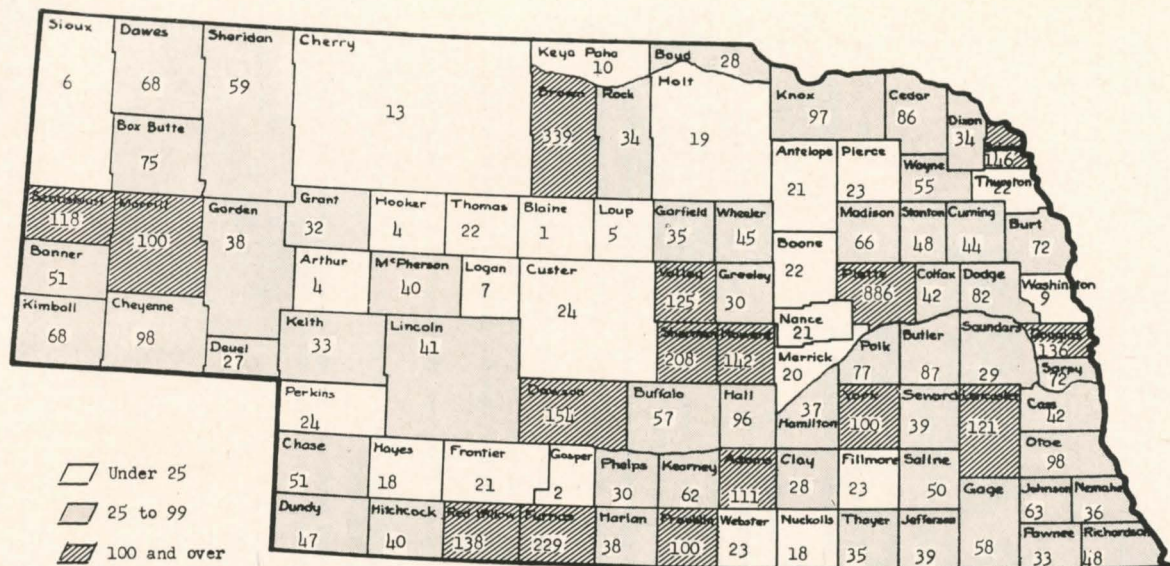 Sioux
6
Dawes
68
Sheridan
59
Cherry
13
Keya Paha
10
Boyd 28
Brown
339
Rock
34
Holt
19
Knox
97
Cedar
86
Dixon
34
146
Box Butte
75
Antelope
21
Pierce
23
Wayne
55
Thurston
22
Scottsbluff
118
Morrill
100
Garden
38
Grant
32
Hooker
4
Thomas
22
Blaine
1
Loup
5
Garfield
35
Wheeler
45
Madison
66
Stanton
48
Cuming
44
Burt
72
Banner
51
Arthur
4
McPherson
40
Logan
7
Custer
24
Valley
125
Greeley
30
Boone
22
Platte
886
Colfax
42
Dodge
82
Washington
9
Kimball
68
Cheyenne
98
Deuel
27
Keith
33
Lincoln
41
Sherman
208
Howard
142
Nance
21
Merrick
20
Polk
77
Butler
87
Saunders
29
Douglas
136
Sarpy
72
Perkins
24
Dawson
154
Buffalo
57
Hall
96
37
Hamilton
York
100
Seward
39
Lancaster
121
Cass
42
Otoe
98
Chase
51
Hayes
18
Frontier
21
Gosper
2
Phelps
30
Kearney
62
Adams
111
Clay
28
Fillmore
23
Saline
50
Gage
58
Johnson
63
Nemaha
36
Dundy
47
Hitchcock
40
Red Willow
138
Furnas
229
Harlan
38
Franklin
100
Webster
23
Nuckolls
18
Thayer
35
Jefferson
39
Pawnee
33
Richardson
48
Under 25
25 to 99
100 and over